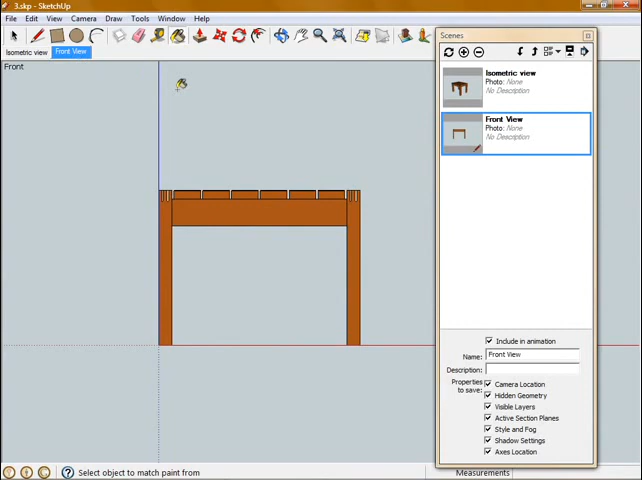 3.skp - SketchUp
File Edit View Camera Draw Tools Window Help
Isometric view Front View
Front
Scenes
Isometric view
Photo: None
No Description
Front View
Photo: None
No Description
Include in animation
Name: Front View
Description:
Properties to save:
Camera Location
Hidden Geometry
Visible Layers
Active Section Planes
Style and Fog
Shadow Settings
Axes Location
Select object to match paint from
Measurements